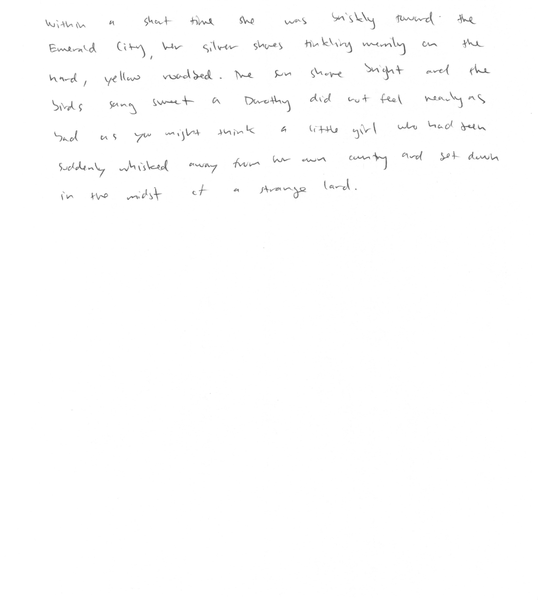 Within a short time she was briskly toward the
Emerald City, her silver shoes tinkling merrily on the
hard, yellow roadbed. The sun shone bright and the
birds sang sweet a Dorothy did not feel nearly as
bad as you might think a little girl who had been
suddenly whisked away from her own country and set down
in the midst of a strange land.